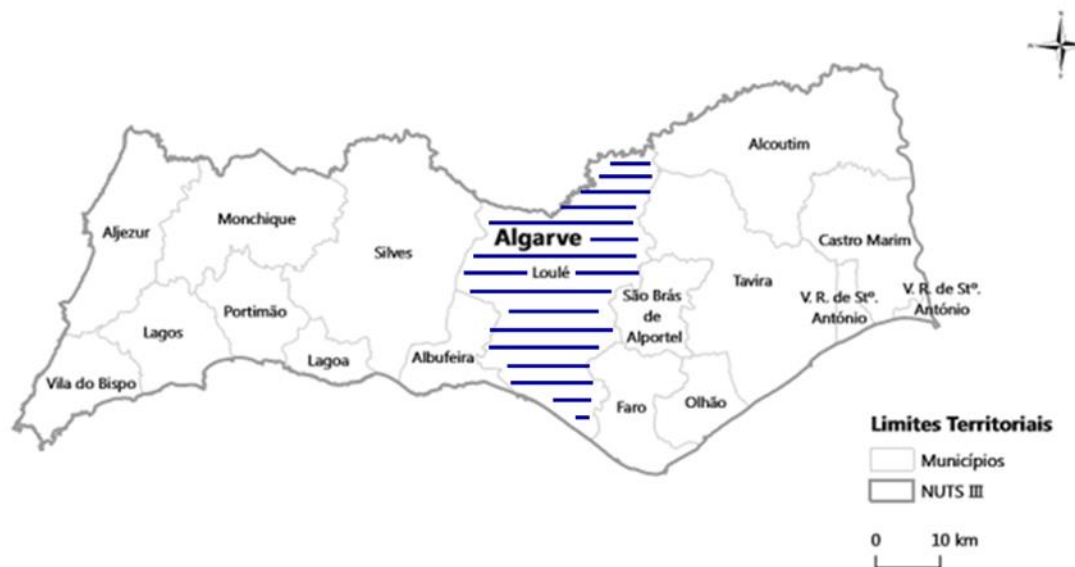 Alcoutim
Aljezur
Monchique
Algarve
Castro Marim
Silves
Loulé
Tavira
São Brás
de
Alportel
V. R. de Stº.
António
V. R. de Stº.
António
Portimão
Lagos
Lagoa
Albufeira
Vila do Bispo
Faro
Olhão
Limites Territoriais
Municípios
NUTS III
0 10 km